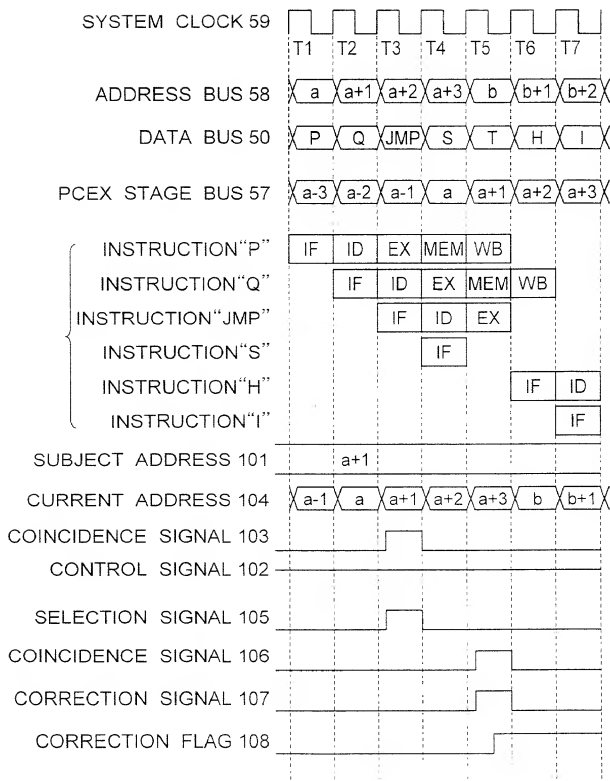 SYSTEM CLOCK 59
T1 T2 T3 T4 T5 T6 T7
ADDRESS BUS 58 a a+1 a+2 a+3 b b+1 b+2
DATA BUS 50 P Q JMP S T H I
PCEX STAGE BUS 57 a-3 a-2 a-1 a a+1 a+2 a+3
INSTRUCTION“P” IF ID EX MEM WB
INSTRUCTION“Q” IF ID EX MEM WB
INSTRUCTION“JMP” IF ID EX
INSTRUCTION“S” IF
INSTRUCTION“H” IF ID
INSTRUCTION“I” IF
SUBJECT ADDRESS 101 a+1
CURRENT ADDRESS 104 a-1 a a+1 a+2 a+3 b b+1
COINCIDENCE SIGNAL 103
CONTROL SIGNAL 102
SELECTION SIGNAL 105
COINCIDENCE SIGNAL 106
CORRECTION SIGNAL 107
CORRECTION FLAG 108